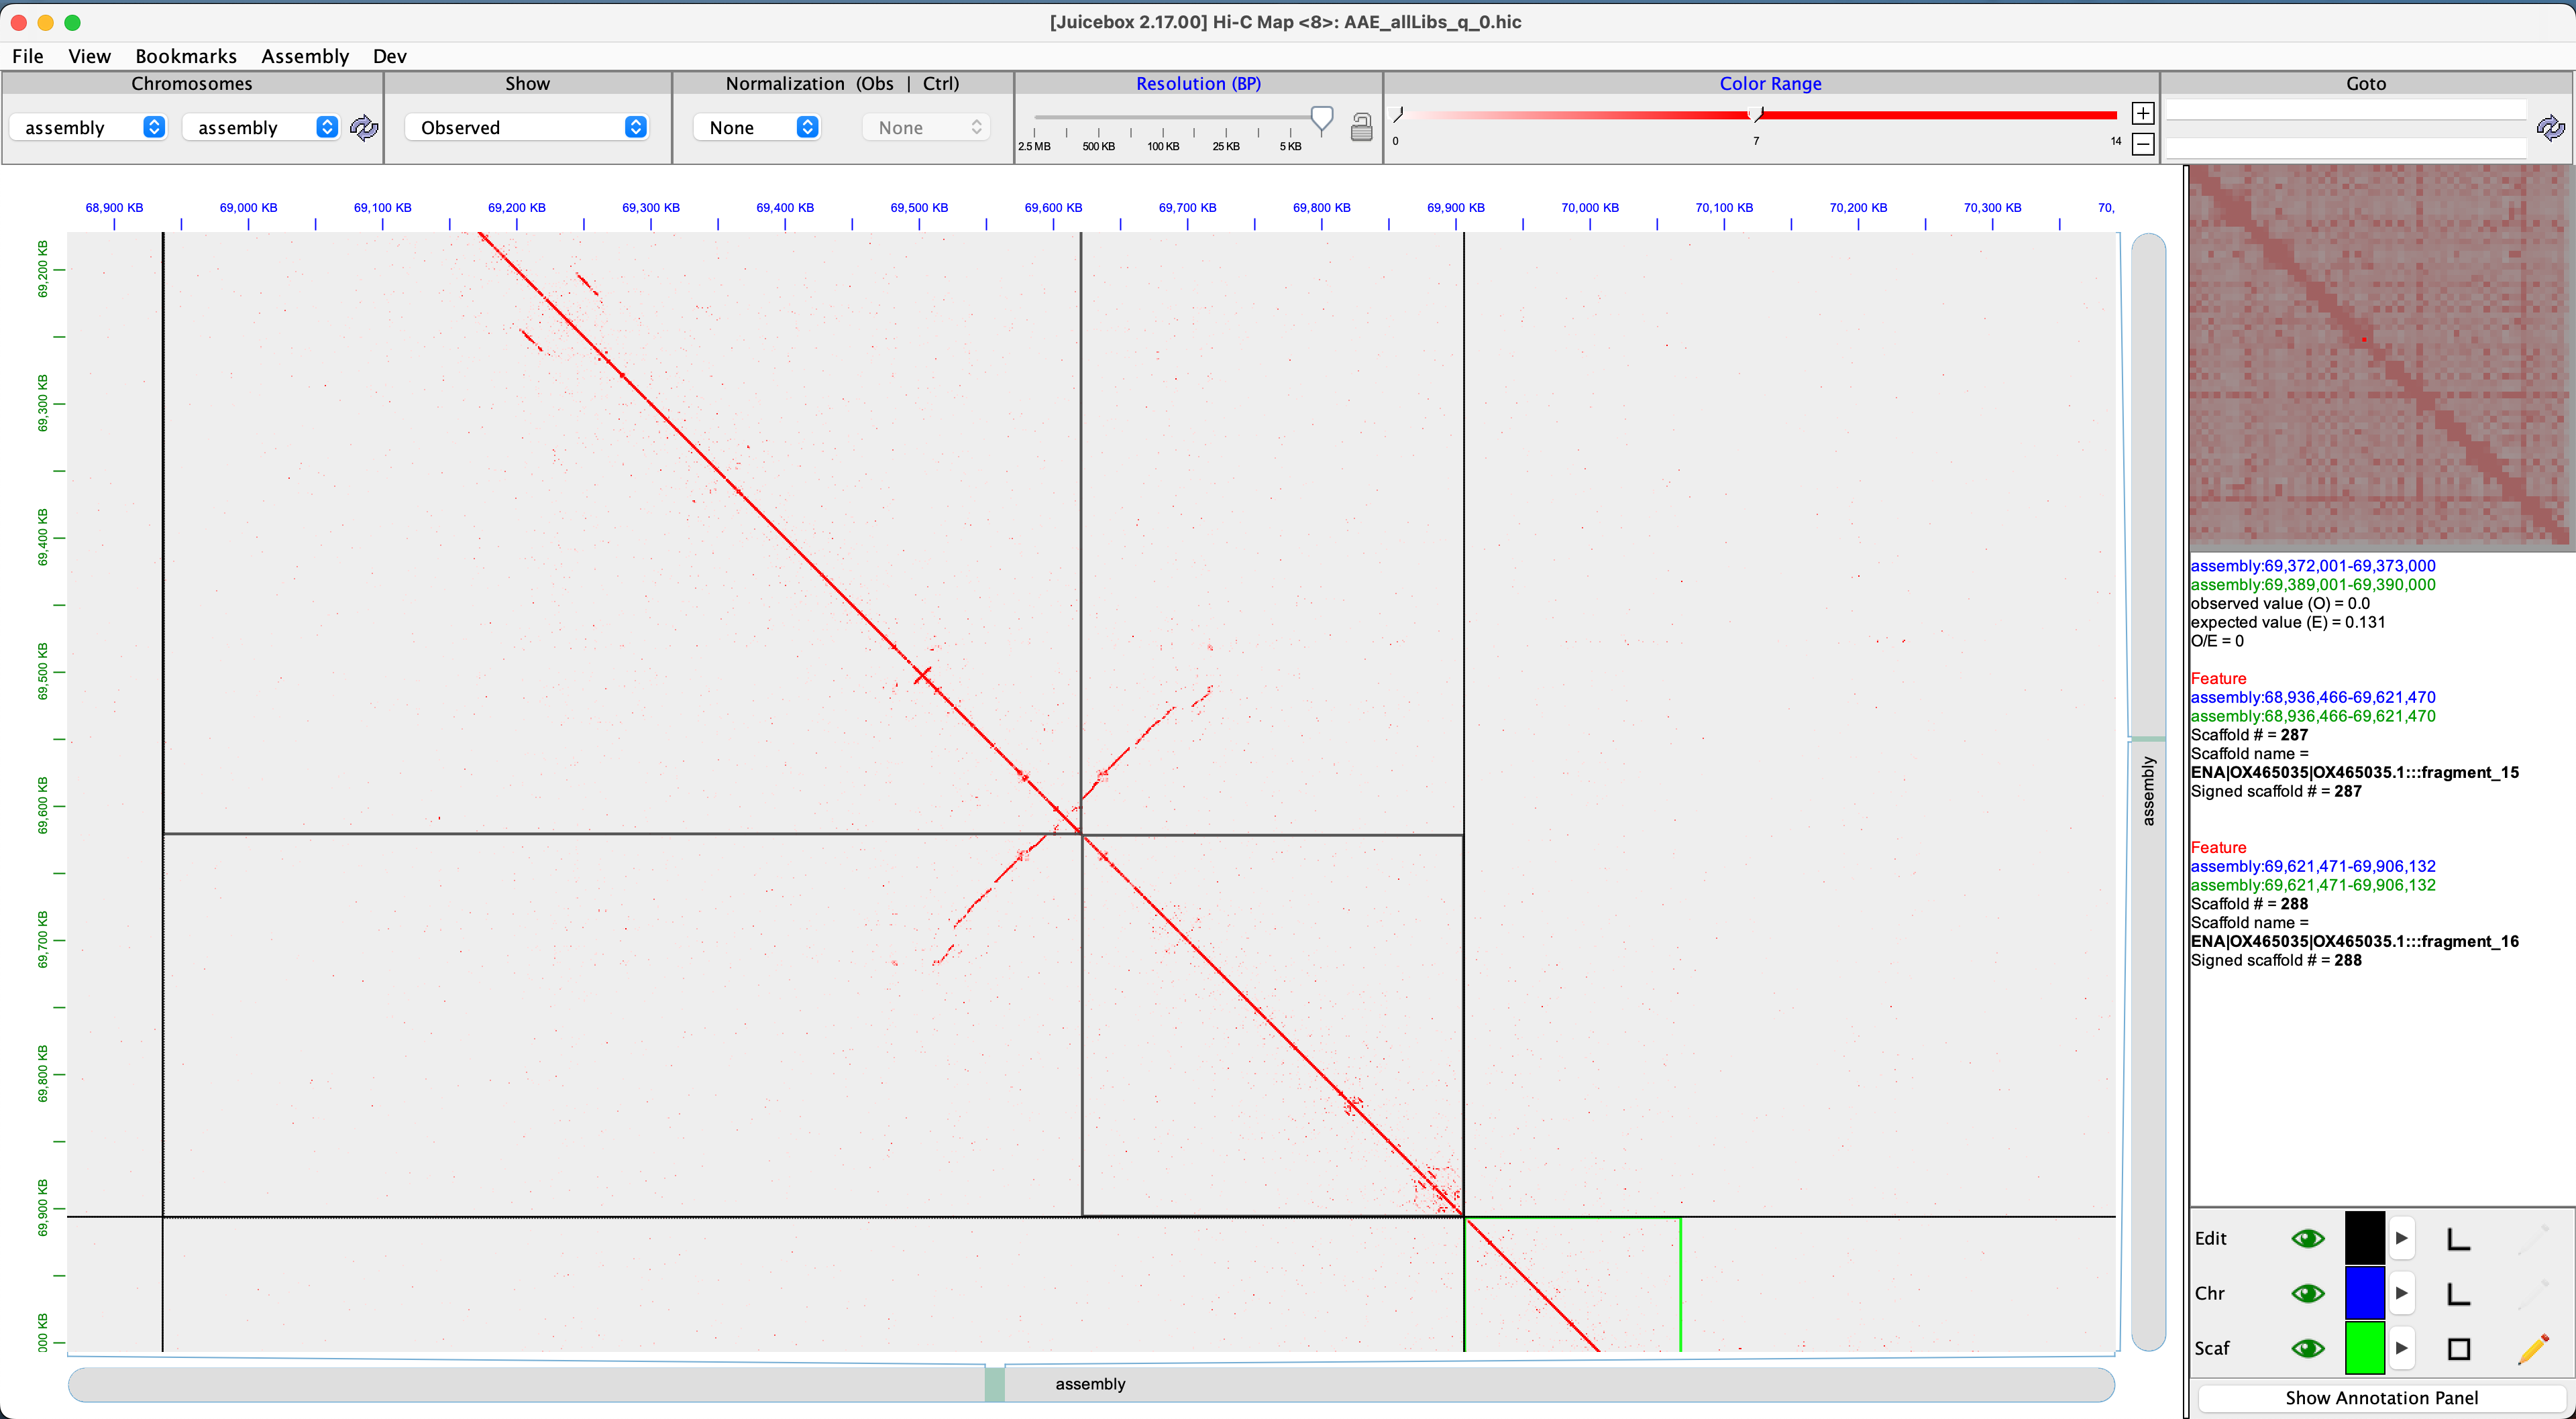 [Juicebox 2.17.00] Hi-C Map <8>: AAE_allLibs_q_0.hic
File View Bookmarks Assembly Dev
Chromosomes Show Normalization (Obs | Ctrl) Resolution (BP) Color Range Goto
assembly assembly Observed None None
2.5 MB 500 KB 100 KB 25 KB 5 KB
0 7 14
68,900 KB 69,000 KB 69,100 KB 69,200 KB 69,300 KB 69,400 KB 69,500 KB 69,600 KB 69,700 KB 69,800 KB 69,900 KB 70,000 KB 70,100 KB 70,200 KB 70,300 KB 70,
69,200 KB
69,300 KB
69,400 KB
69,500 KB
69,600 KB
69,700 KB
69,800 KB
69,900 KB
000 KB
assembly
assembly
assembly:69,372,001-69,373,000
assembly:69,389,001-69,390,000
observed value (O) = 0.0
expected value (E) = 0.131
O/E = 0
Feature
assembly:68,936,466-69,621,470
assembly:68,936,466-69,621,470
Scaffold # = 287
Scaffold name =
ENA|OX465035|OX465035.1:::fragment_15
Signed scaffold # = 287
Feature
assembly:69,621,471-69,906,132
assembly:69,621,471-69,906,132
Scaffold # = 288
Scaffold name =
ENA|OX465035|OX465035.1:::fragment_16
Signed scaffold # = 288
Edit
Chr
Scaf
Show Annotation Panel